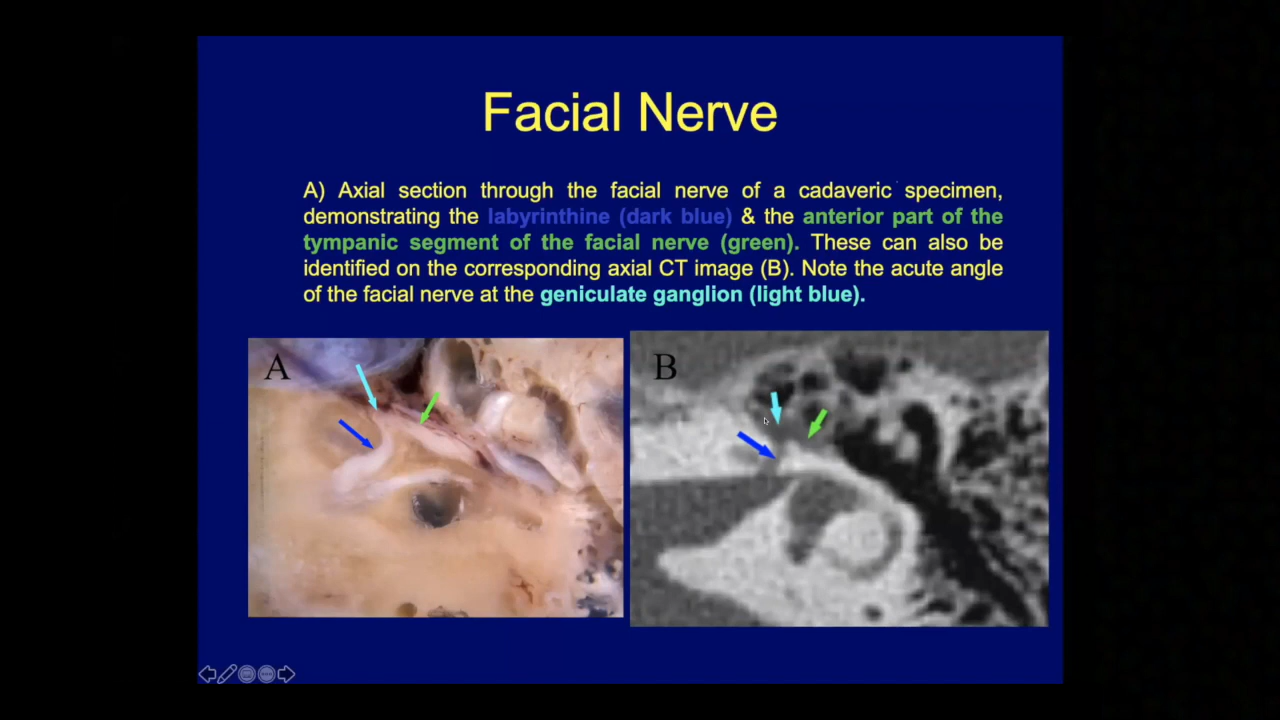 Facial Nerve
A) Axial section through the facial nerve of a cadaveric specimen,
demonstrating the labyrinthine (dark blue) & the anterior part of the
tympanic segment of the facial nerve (green). These can also be
identified on the corresponding axial CT image (B). Note the acute angle
of the facial nerve at the geniculate ganglion (light blue).
A
B